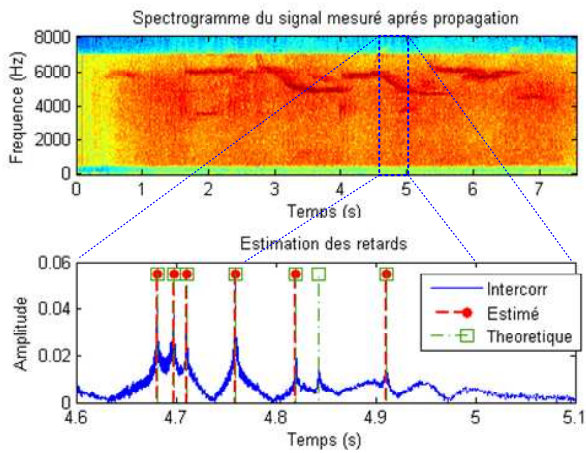 Spectrogramme du signal mesuré aprés propagation
8000
6000
4000
2000
0
Frequence (Hz)
0 1 2 3 4 5 6 7
Temps (s)
Estimation des retards
0.06
0.04
0.02
0
Amplitude
Intercorr
Estimé
Theoretique
4.6 4.7 4.8 4.9 5 5.1
Temps (s)